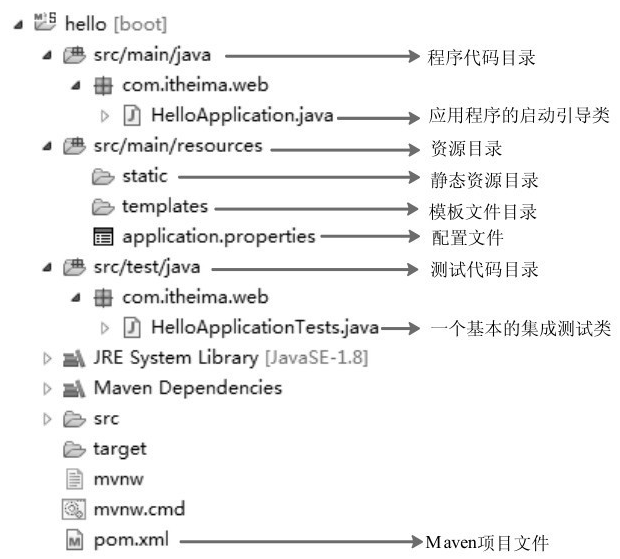 hello [boot]
src/main/java 程序代码目录
com.itheima.web
HelloApplication.java 应用程序的启动引导类
src/main/resources 资源目录
static 静态资源目录
templates 模板文件目录
application.properties 配置文件
src/test/java 测试代码目录
com.itheima.web
HelloApplicationTests.java 一个基本的集成测试类
JRE System Library [JavaSE-1.8]
Maven Dependencies
src
target
mvnw
mvnw.cmd
pom.xml Maven项目文件